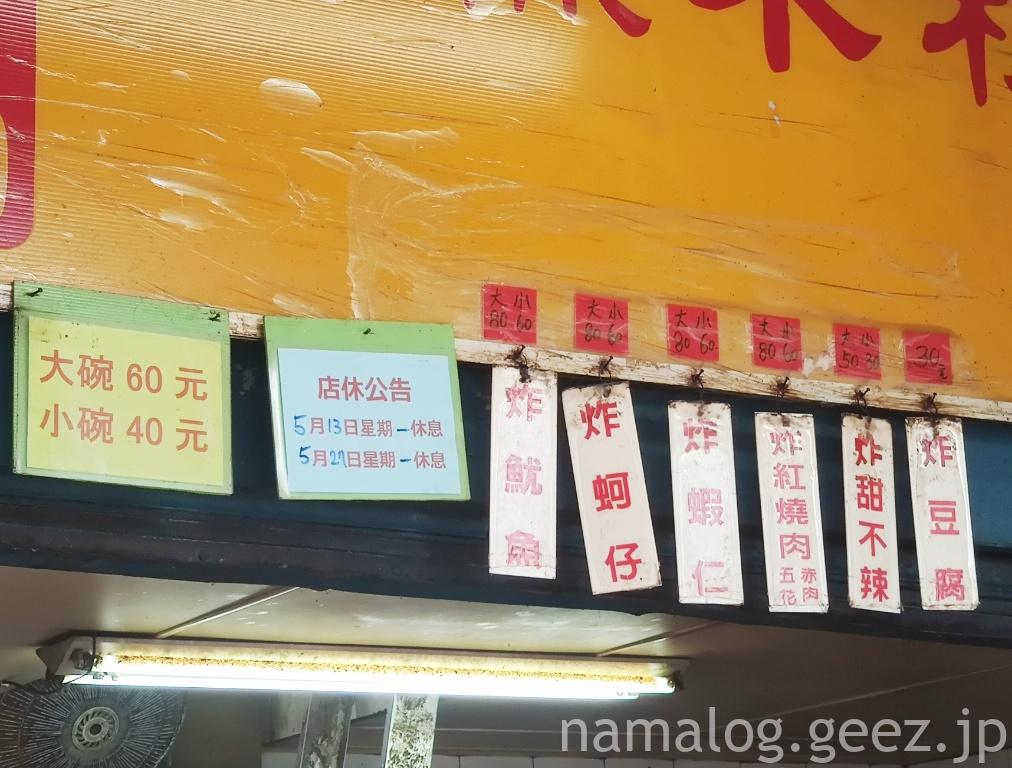 大碗 60 元
小碗 40 元
店休公告
5月13日星期一休息
5月27日星期一休息
大 小
80 60
炸魷魚
大 小
80 60
炸蚵仔
大 小
80 60
炸蝦仁
大 小
80 60
炸紅燒肉
五花
赤肉
大 小
50 30
炸甜不辣
30元
炸豆腐
namalog.geez.jp